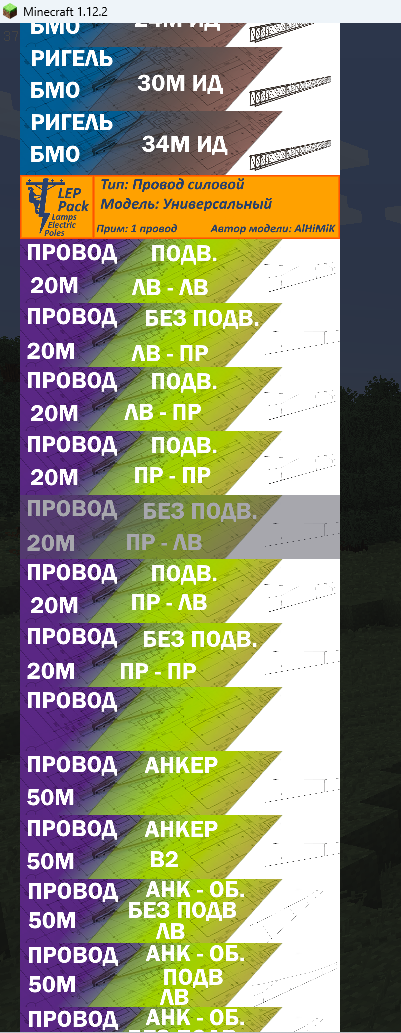 Minecraft 1.12.2
БМО
24М ИД
РИГЕЛЬ
БМО
30М ИД
РИГЕЛЬ
БМО
34М ИД
LEP
Pack
Lamps
Electric
Poles
Тип: Провод силовой
Модель: Универсальный
Прим: 1 провод
Автор модели: AlHiMiK
ПРОВОД ПОДВ.
20М ЛВ - ЛВ
ПРОВОД БЕЗ ПОДВ.
20М ЛВ - ПР
ПРОВОД ПОДВ.
20М ЛВ - ПР
ПРОВОД ПОДВ.
20М ПР - ПР
ПРОВОД БЕЗ ПОДВ.
20М ПР - ЛВ
ПРОВОД ПОДВ.
20М ПР - ЛВ
ПРОВОД БЕЗ ПОДВ.
20М ПР - ПР
ПРОВОД
ПРОВОД АНКЕР
50М
ПРОВОД АНКЕР
50М В2
ПРОВОД АНК - ОБ.
50М БЕЗ ПОДВ
ЛВ
ПРОВОД АНК - ОБ.
50М ПОДВ
ЛВ
ПРОВОД АНК - ОБ.